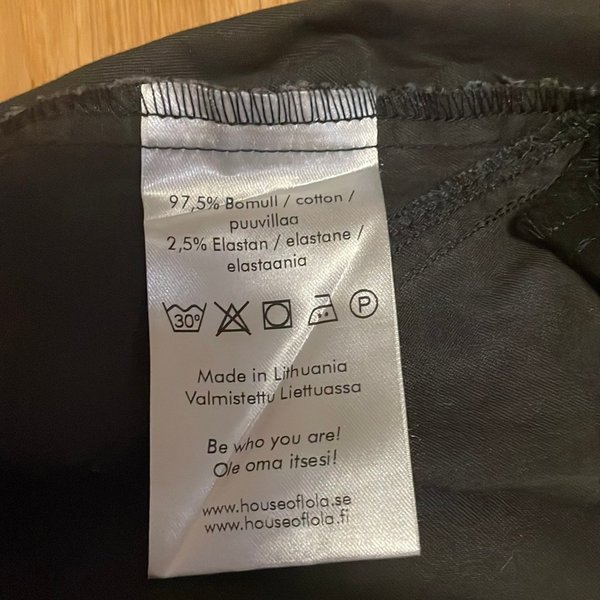 97,5% Bomull / cotton /
puuvillaa
2,5% Elastan / elastane /
elastaania
30°
P
Made in Lithuania
Valmistettu Liettuassa
Be who you are!
Ole oma itsesi!
www.houseoflola.se
www.houseoflola.fi